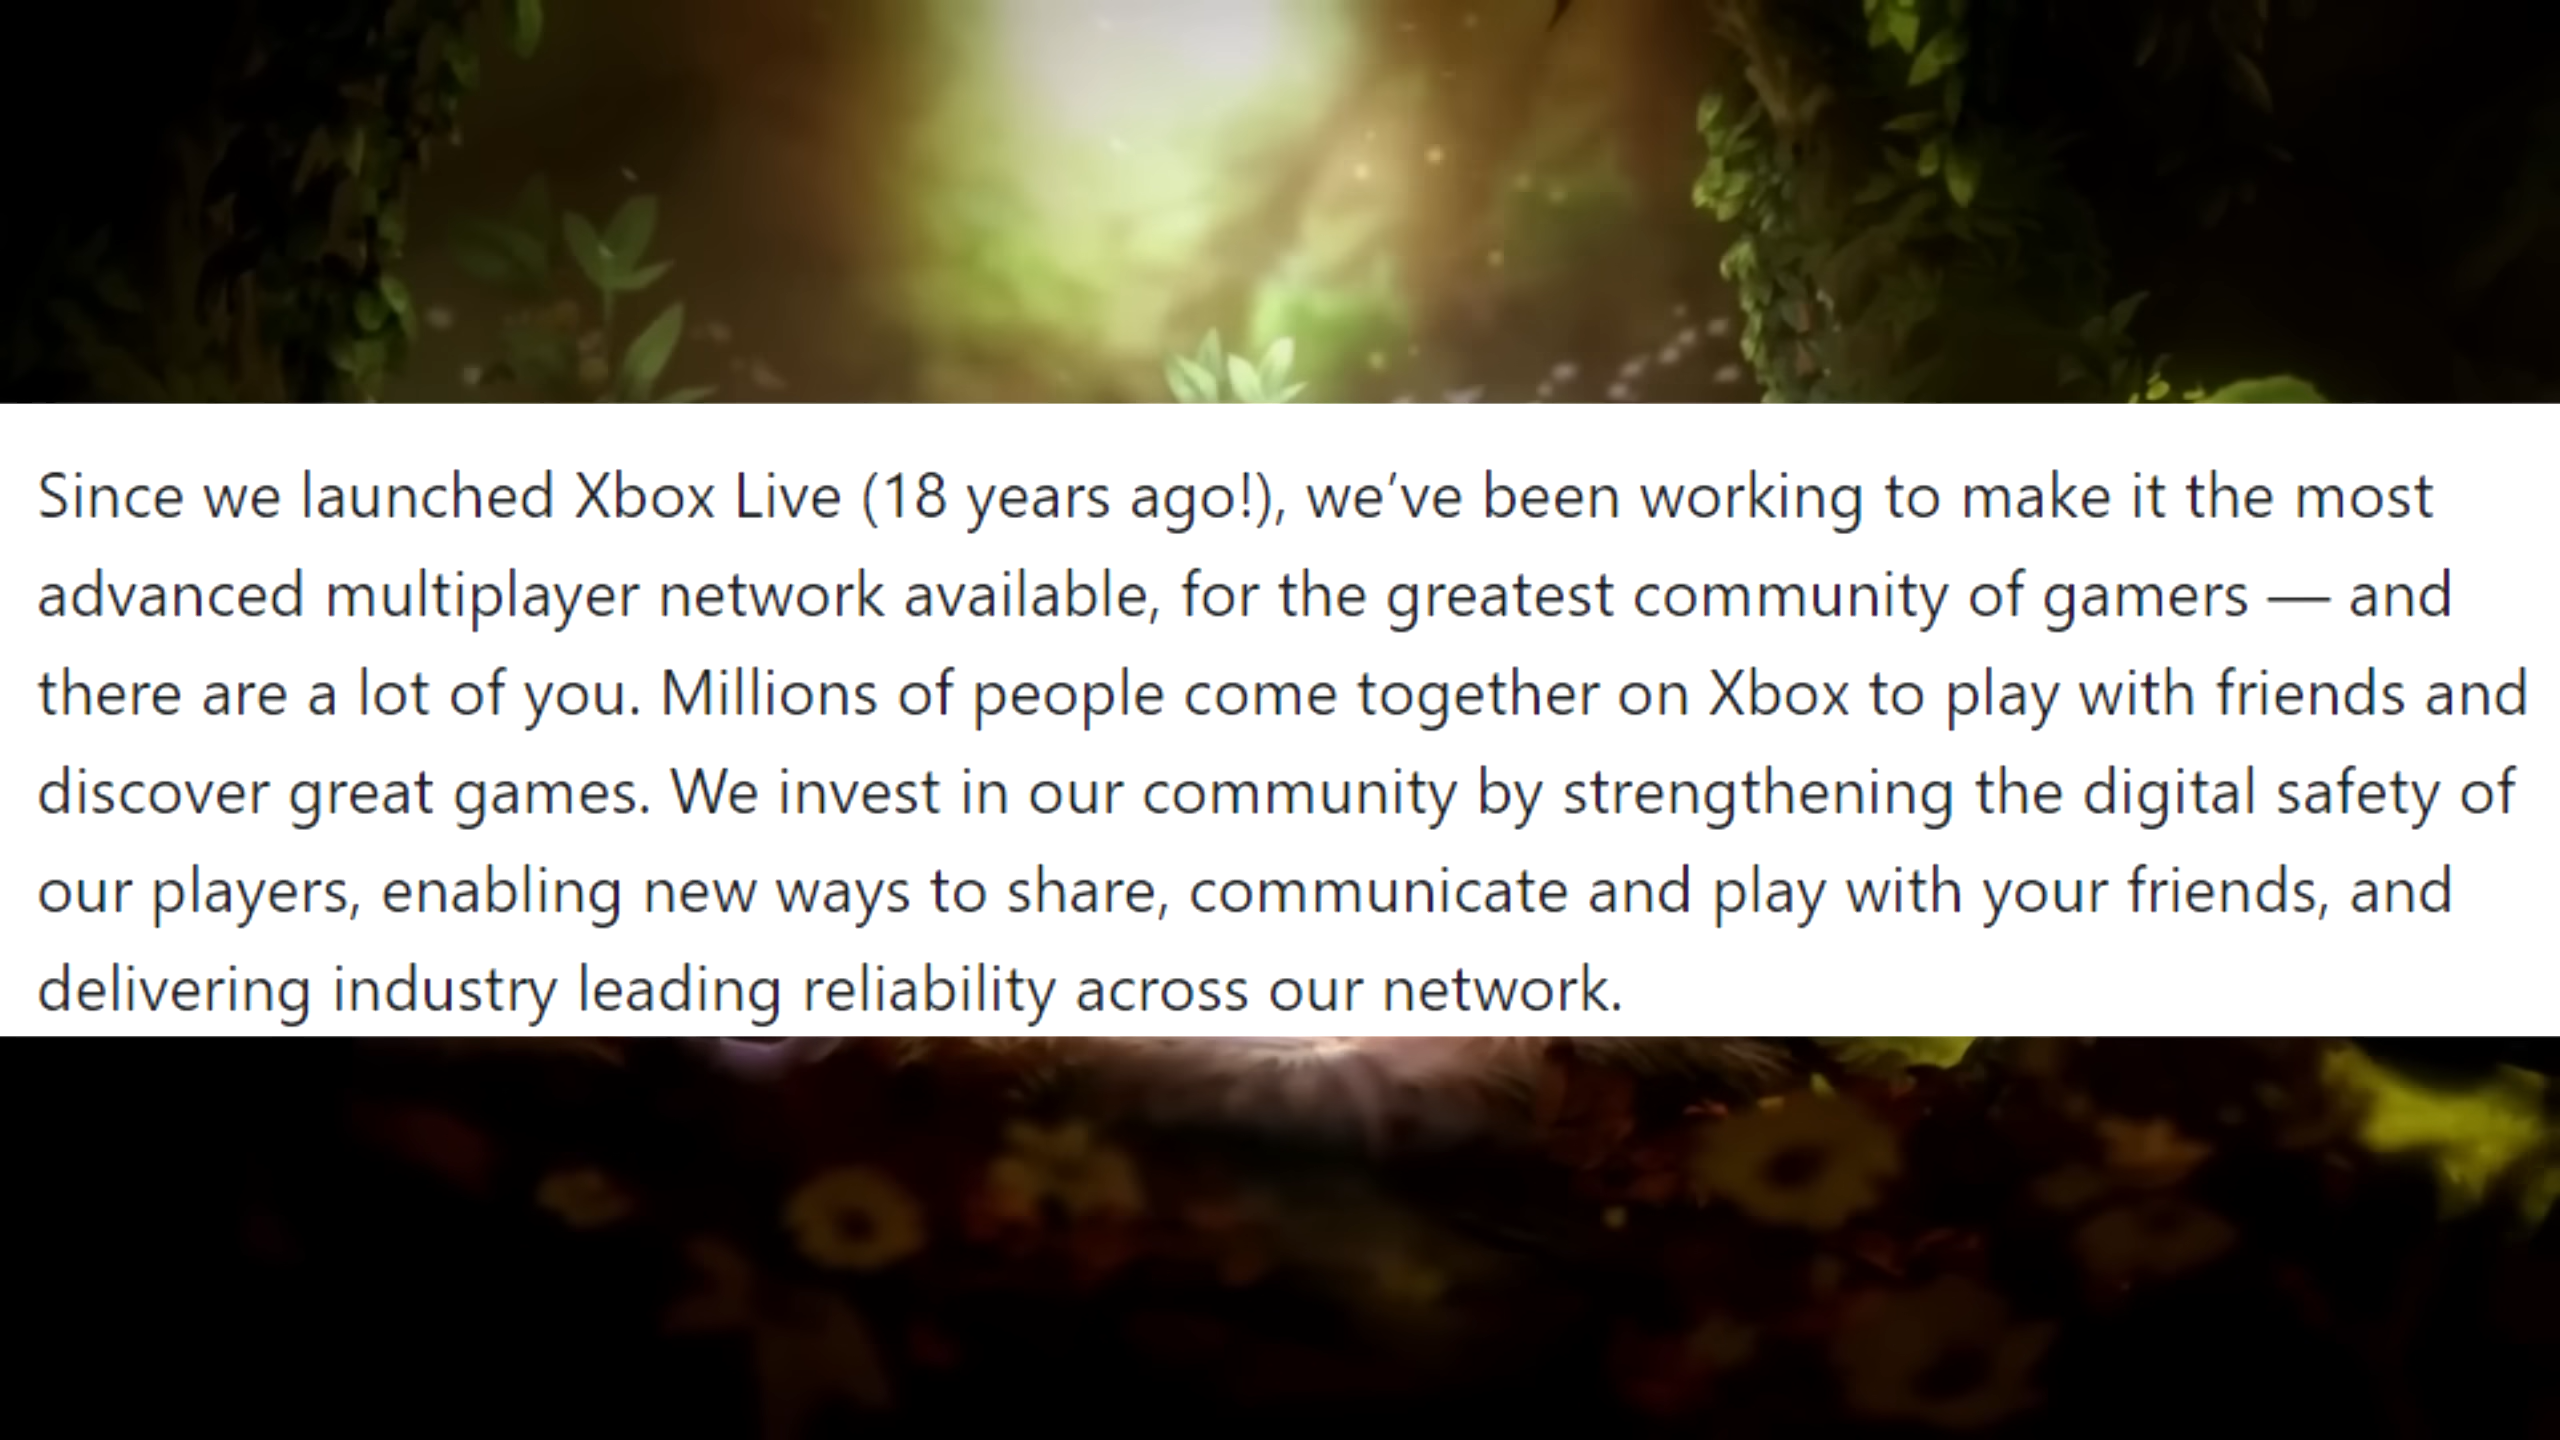 Since we launched Xbox Live (18 years ago!), we’ve been working to make it the most
advanced multiplayer network available, for the greatest community of gamers — and
there are a lot of you. Millions of people come together on Xbox to play with friends and
discover great games. We invest in our community by strengthening the digital safety of
our players, enabling new ways to share, communicate and play with your friends, and
delivering industry leading reliability across our network.